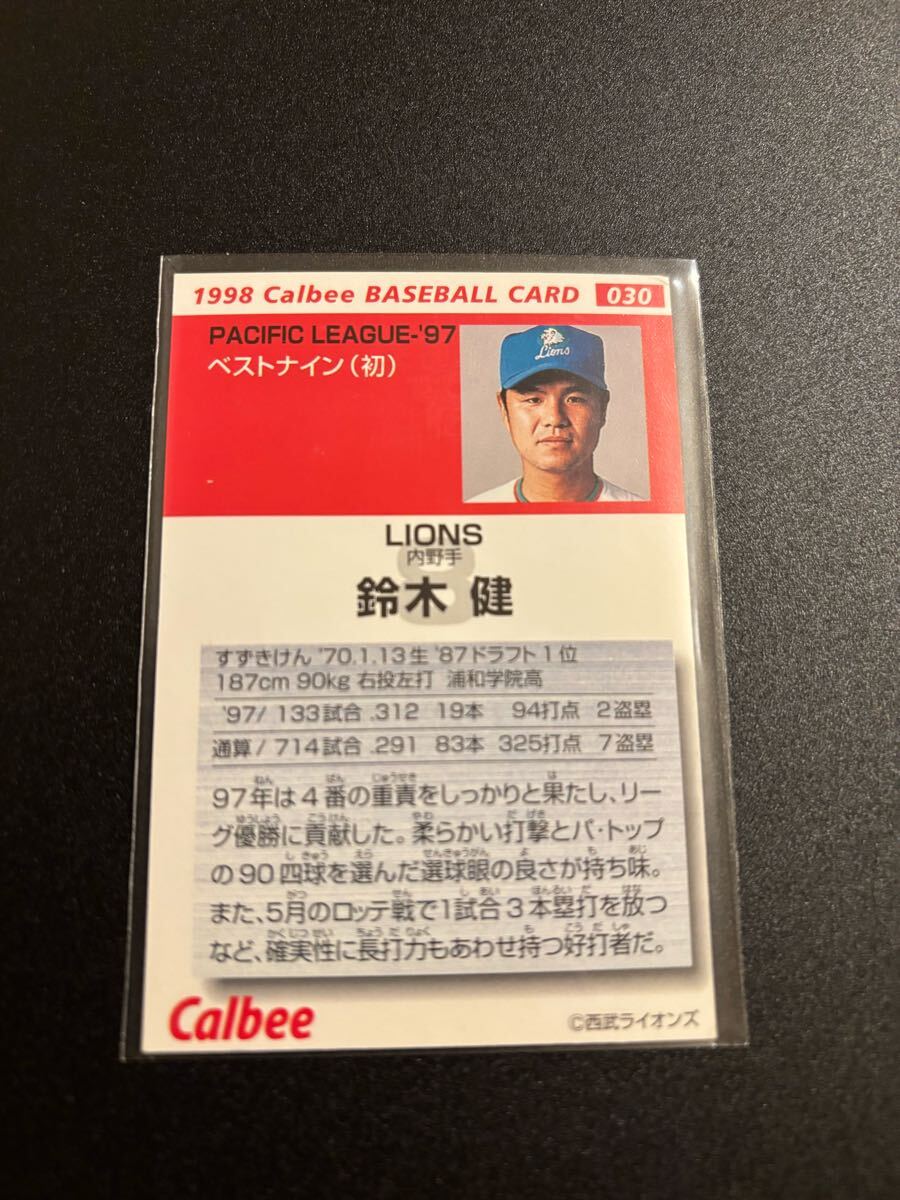 1998 Calbee BASEBALL CARD 030
PACIFIC LEAGUE-'97
ベストナイン(初)
Lions
LIONS
内野手
8
鈴木 健
すずきけん '70.1.13生 '87ドラフト1位
187cm 90kg 右投左打 浦和学院高
'97/ 133試合 .312 19本 94打点 2盗塁
通算/ 714試合 .291 83本 325打点 7盗塁
97年は4番の重責をしっかりと果たし、リー
グ優勝に貢献した。柔らかい打撃とパ・トップ
の90四球を選んだ選球眼の良さが持ち味。
また、5月のロッテ戦で1試合3本塁打を放つ
など、確実性に長打力もあわせ持つ好打者だ。
Calbee
©西武ライオンズ